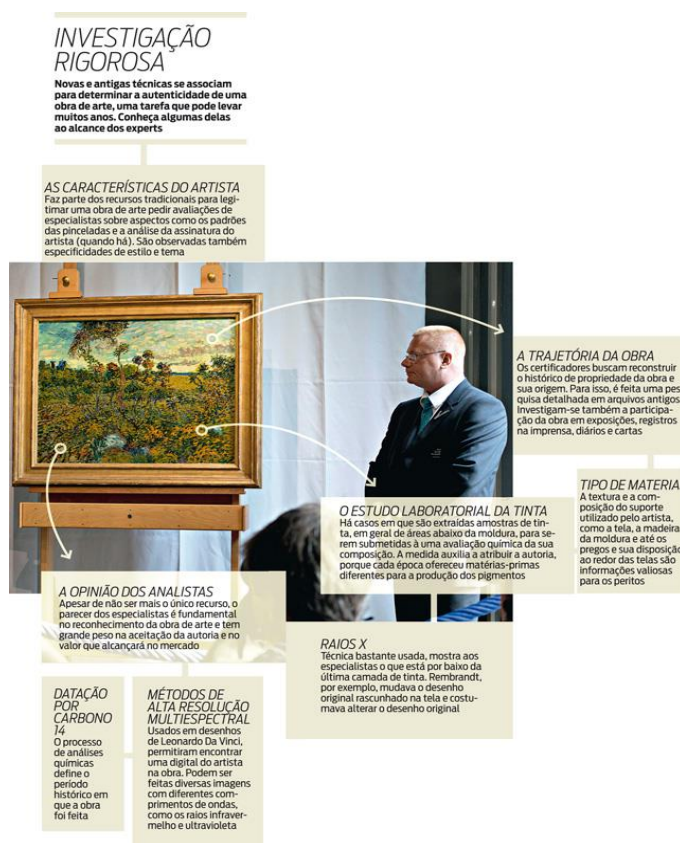 INVESTIGAÇÃO
RIGOROSA
Novas e antigas técnicas se associam
para determinar a autenticidade de uma
obra de arte, uma tarefa que pode levar
muitos anos. Conheça algumas delas
ao alcance dos experts
AS CARACTERÍSTICAS DO ARTISTA
Faz parte dos recursos tradicionais para legi-
timar uma obra de arte pedir avaliações de
especialistas sobre aspectos como os padrões
das pinceladas e a análise da assinatura do
artista (quando há). São observadas também
especificidades de estilo e tema
A TRAJETÓRIA DA OBRA
Os certificadores buscam reconstruir
o histórico de propriedade da obra e
sua origem. Para isso, é feita uma pes
quisa detalhada em arquivos antigos
Investigam-se também a participa-
ção da obra em exposições, registros
na imprensa, diários e cartas
TIPO DE MATERIA
A textura e a com-
posição do suporte
utilizado pelo artista,
como a tela, a madeira
da moldura e até os
pregos e sua disposição
ao redor das telas são
informações valiosas
para os peritos
O ESTUDO LABORATORIAL DA TINTA
Há casos em que são extraídas amostras de tin-
ta, em geral de áreas abaixo da moldura, para se-
rem submetidas à uma avaliação química da sua
composição. A medida auxilia a atribuir a autoria,
porque cada época ofereceu matérias-primas
diferentes para a produção dos pigmentos
A OPINIÃO DOS ANALISTAS
Apesar de não ser mais o único recurso, o
parecer dos especialistas é fundamental
no reconhecimento da obra de arte e tem
grande peso na aceitação da autoria e no
valor que alcançará no mercado
RAIOS X
Técnica bastante usada, mostra aos
especialistas o que está por baixo da
última camada de tinta. Rembrandt,
por exemplo, mudava o desenho
original rascunhado na tela e costu-
mava alterar o desenho original
DATAÇÃO
POR
CARBONO
14
O processo
de análises
químicas
define o
período
histórico em
que a obra
foi feita
MÉTODOS DE
ALTA RESOLUÇÃO
MULTIESPECTRAL
Usados em desenhos
de Leonardo Da Vinci,
permitiram encontrar
uma digital do artista
na obra. Podem ser
feitas diversas imagens
com diferentes com-
primentos de ondas,
como os raios infraver-
melho e ultravioleta